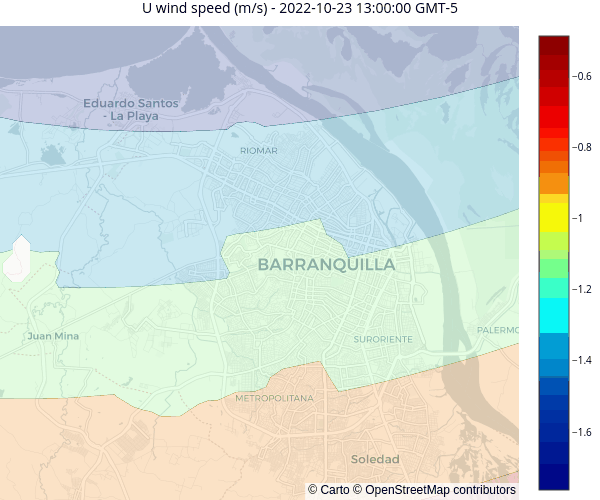 U wind speed (m/s) - 2022-10-23 13:00:00 GMT-5
Eduardo Santos
- La Playa
RIOMAR
BARRANQUILLA
Juan Mina
SURORIENTE
PALERMO
METROPOLITANA
Soledad
© Carto © OpenStreetMap contributors
−0.6
−0.8
−1
−1.2
−1.4
−1.6